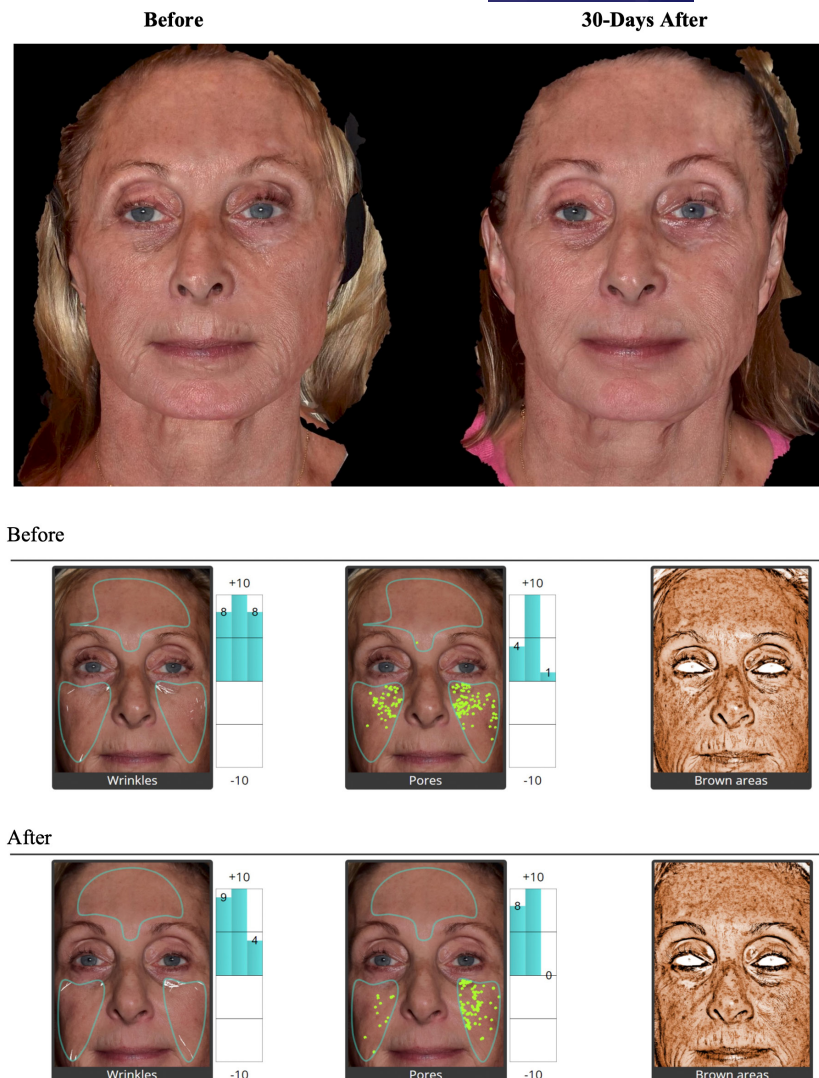 Before 30-Days After
Before
+10 +10
8 8 4 1
Wrinkles -10 Pores -10 Brown areas
After
+10 +10
9 4 8 0
Wrinkles -10 Pores -10 Brown areas